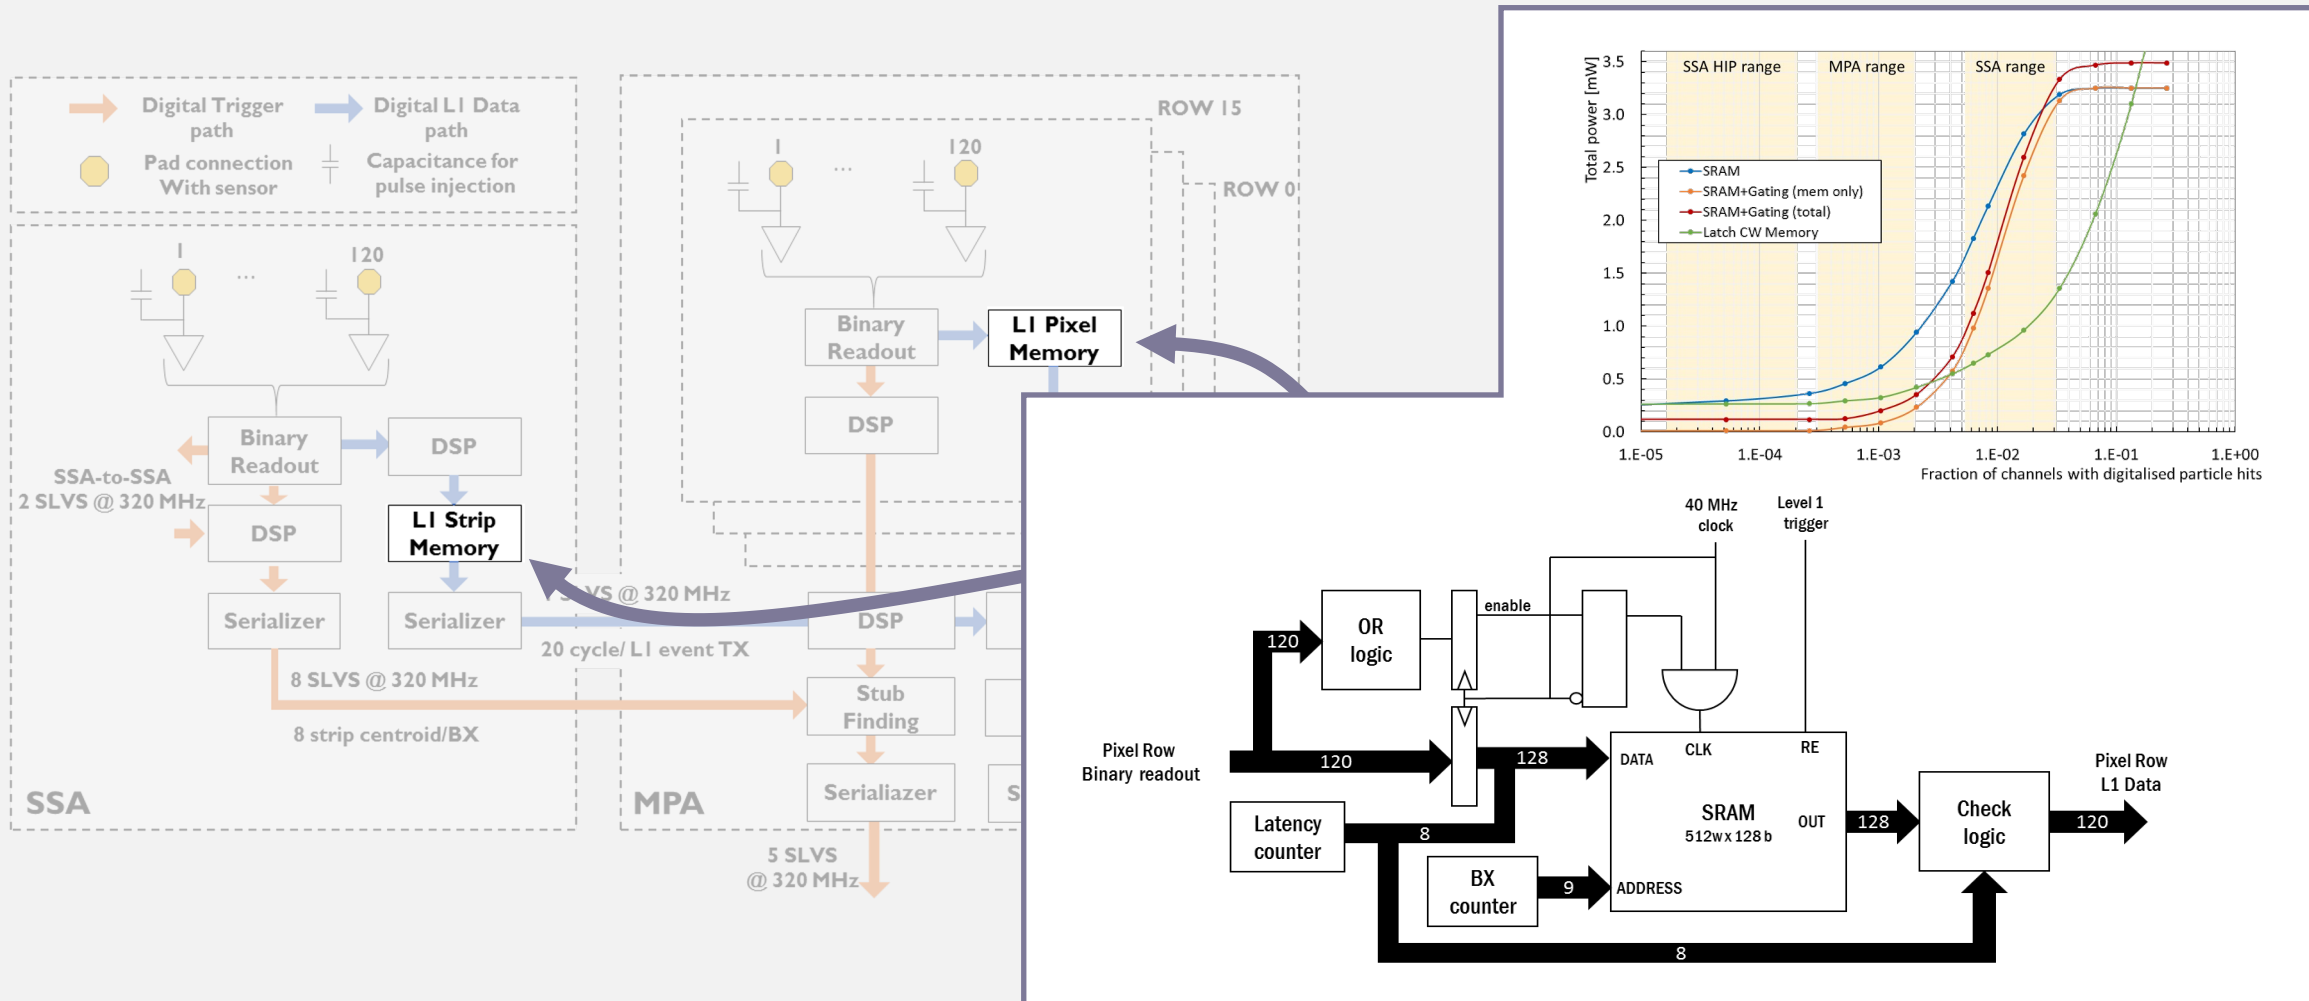 Digital Trigger
path
Digital L1 Data
path
Pad connection
With sensor
Capacitance for
pulse injection
SSA
1
...
120
Binary
Readout
DSP
SSA-to-SSA
2 SLVS @ 320 MHz
DSP
L1 Strip
Memory
Serializer
Serializer
SLVS @ 320 MHz
20 cycle/ L1 event TX
8 SLVS @ 320 MHz
8 strip centroid/BX
MPA
ROW 15
ROW 0
1
...
120
Binary
Readout
L1 Pixel
Memory
DSP
DSP
Stub
Finding
Serialiazer
S
5 SLVS
@ 320 MHz
Total power [mW]
3.5
3.0
2.5
2.0
1.5
1.0
0.5
0.0
SSA HIP range
MPA range
SSA range
SRAM
SRAM+Gating (mem only)
SRAM+Gating (total)
Latch CW Memory
1.E-05
1.E-04
1.E-03
1.E-02
1.E-01
1.E+00
Fraction of channels with digitalised particle hits
40 MHz
clock
Level 1
trigger
120
OR
logic
enable
Pixel Row
Binary readout
120
128
DATA
CLK
RE
SRAM
512w x 128 b
OUT
ADDRESS
Latency
counter
8
BX
counter
9
128
Check
logic
Pixel Row
L1 Data
120
8